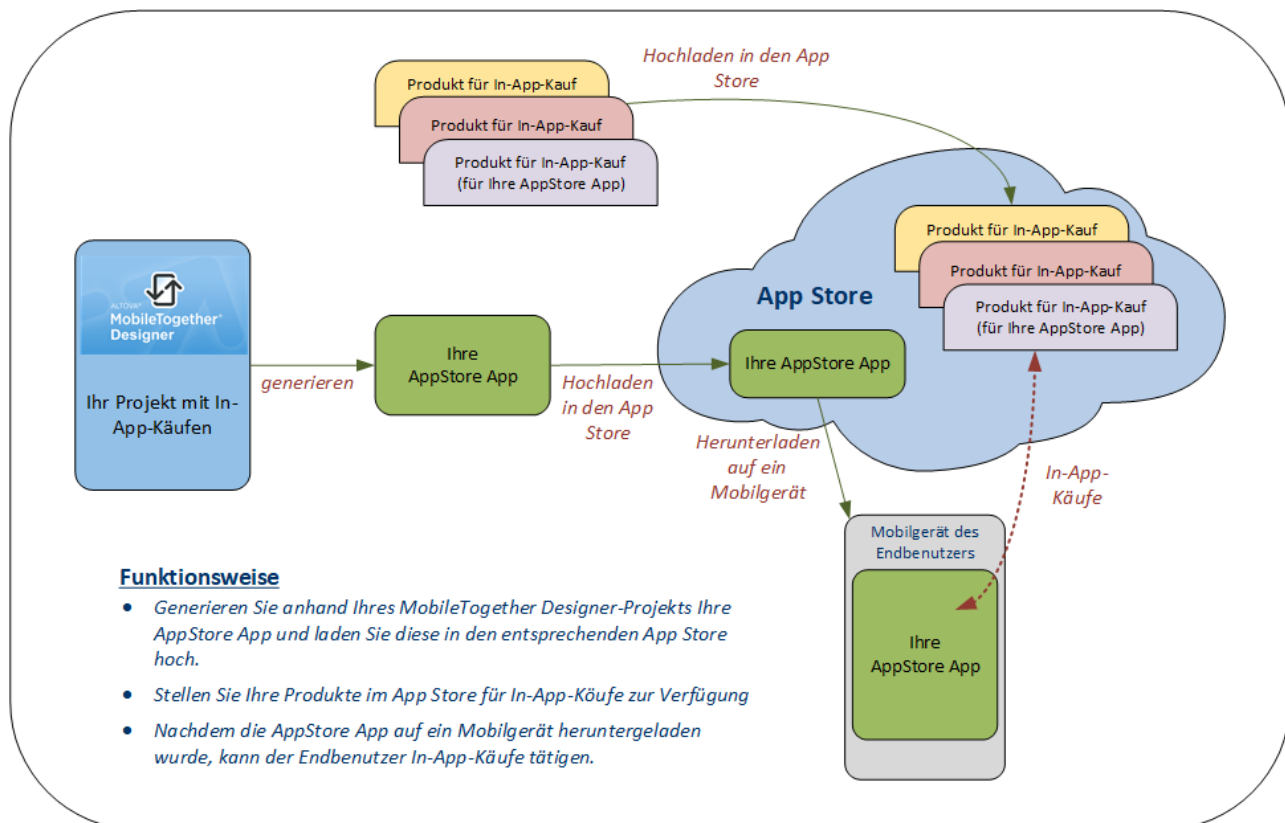 Hochladen in den App
Store
Produkt für In-App-Kauf
Produkt für In-App-Kauf
Produkt für In-App-Kauf
(für Ihre AppStore App)
Produkt für In-App-Kauf
Produkt für In-App-Kauf
Produkt für In-App-Kauf
(für Ihre AppStore App)
App Store
ALTOVA®
MobileTogether®
Designer
Ihr Projekt mit In-
App-Käufen
generieren
Ihre
AppStore App
Hochladen
in den App
Store
Ihre AppStore App
Herunterladen
auf ein
Mobilgerät
In-App-
Käufe
Mobilgerät des
Endbenutzers
Ihre
AppStore App
Funktionsweise
• Generieren Sie anhand Ihres MobileTogether Designer-Projekts Ihre
AppStore App und laden Sie diese in den entsprechenden App Store
hoch.
• Stellen Sie Ihre Produkte im App Store für In-App-Köufe zur Verfügung
• Nachdem die AppStore App auf ein Mobilgerät heruntergeladen
wurde, kann der Endbenutzer In-App-Käufe tätigen.